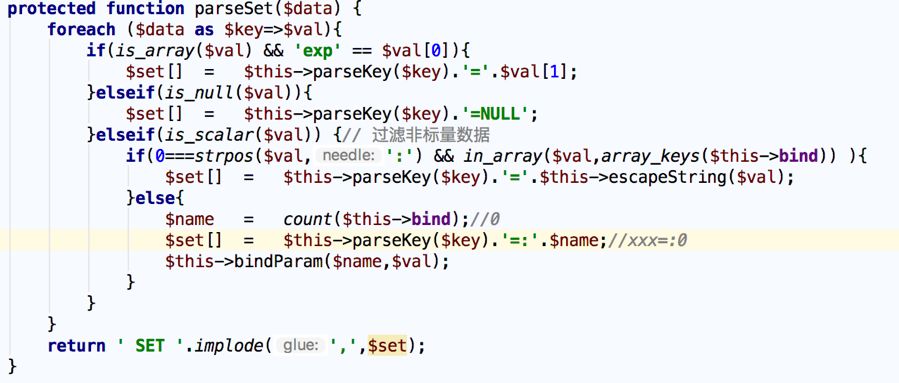 protected function parseSet($data) {
    foreach ($data as $key=>$val){
        if(is_array($val) && 'exp' == $val[0]){
            $set[]  =   $this->parseKey($key).'='.$val[1];
        }elseif(is_null($val)){
            $set[]  =   $this->parseKey($key).'=NULL';
        }elseif(is_scalar($val)) {// 过滤非标量数据
            if(0===strpos($val, needle: ':') && in_array($val,array_keys($this->bind)) ){
                $set[]  =   $this->parseKey($key).'='.$this->escapeString($val);
            }else{
                $name   =   count($this->bind);//0
                $set[]  =   $this->parseKey($key).'=:'.$name;//xxx=:0
                $this->bindParam($name,$val);
            }
        }
    }
    return ' SET '.implode( glue: ',',$set);
}